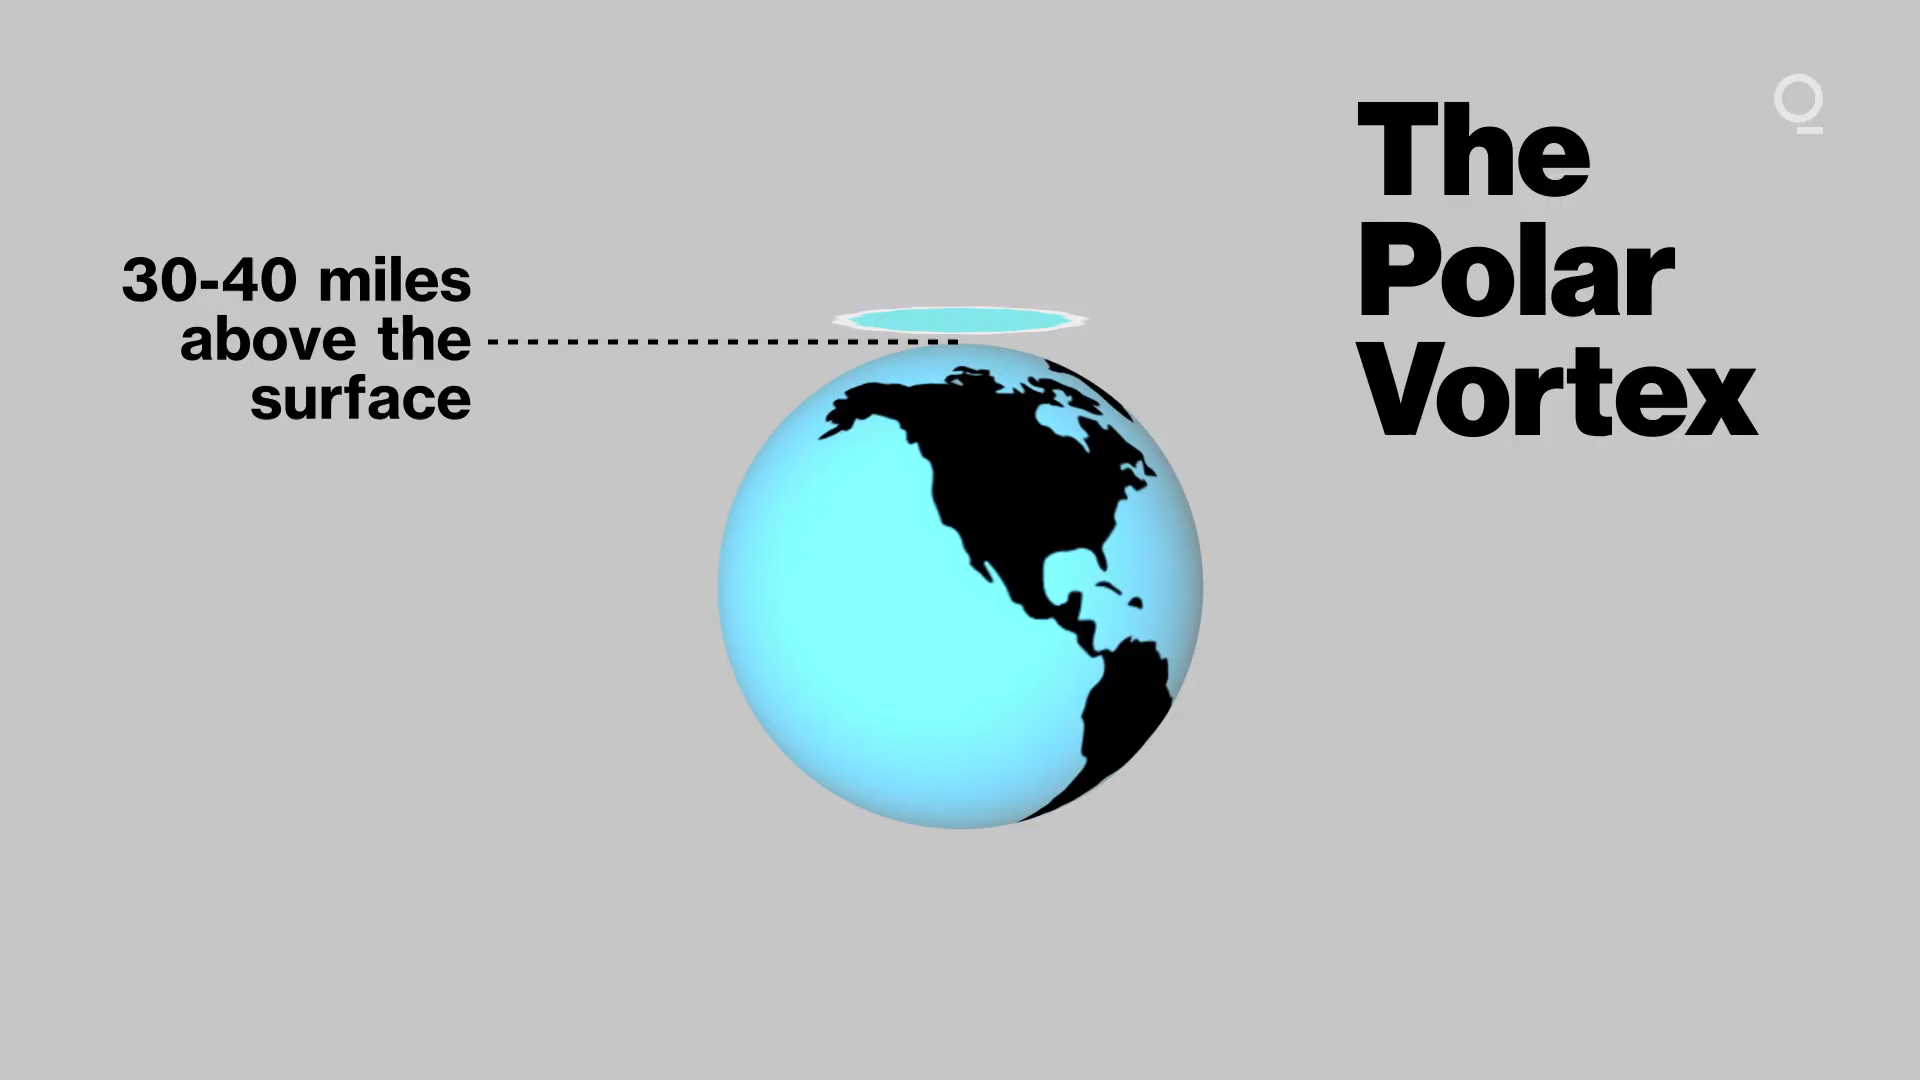 The
Polar
Vortex
30-40 miles
above the
surface